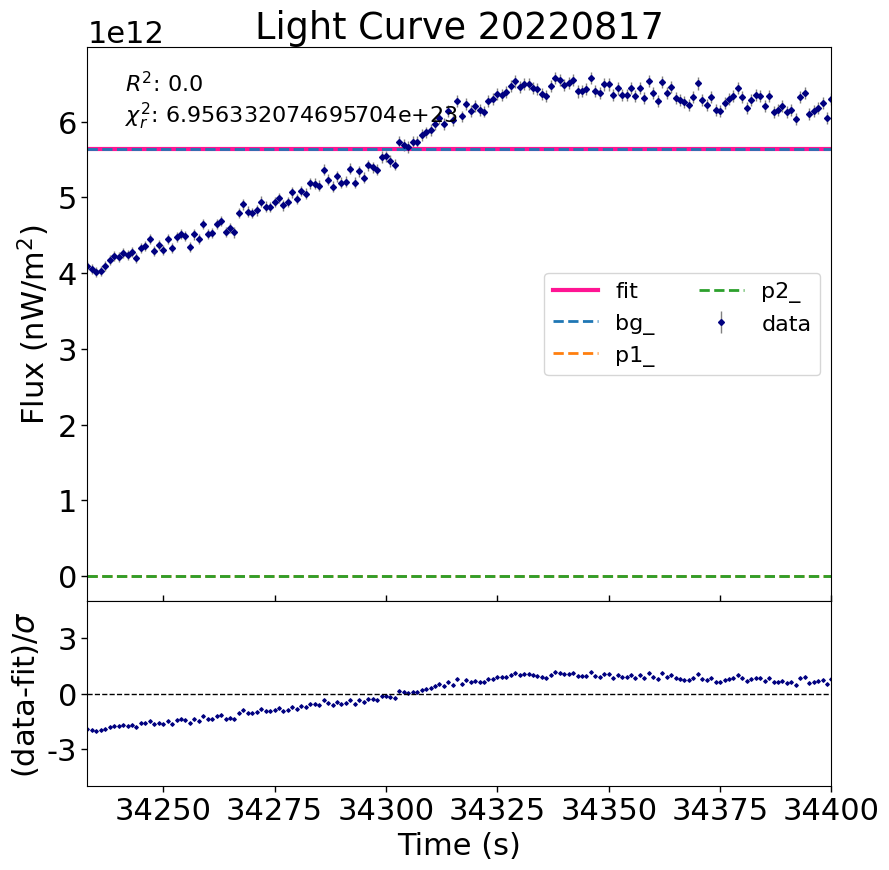 Light Curve 20220817
1e12
R²: 0.0
χ²ᵣ: 6.956332074695704e+23
Flux (nW/m²)
6
5
4
3
2
1
0
fit
bg_
p1_
p2_
data
(data-fit)/σ
3
0
-3
34250 34275 34300 34325 34350 34375 34400
Time (s)